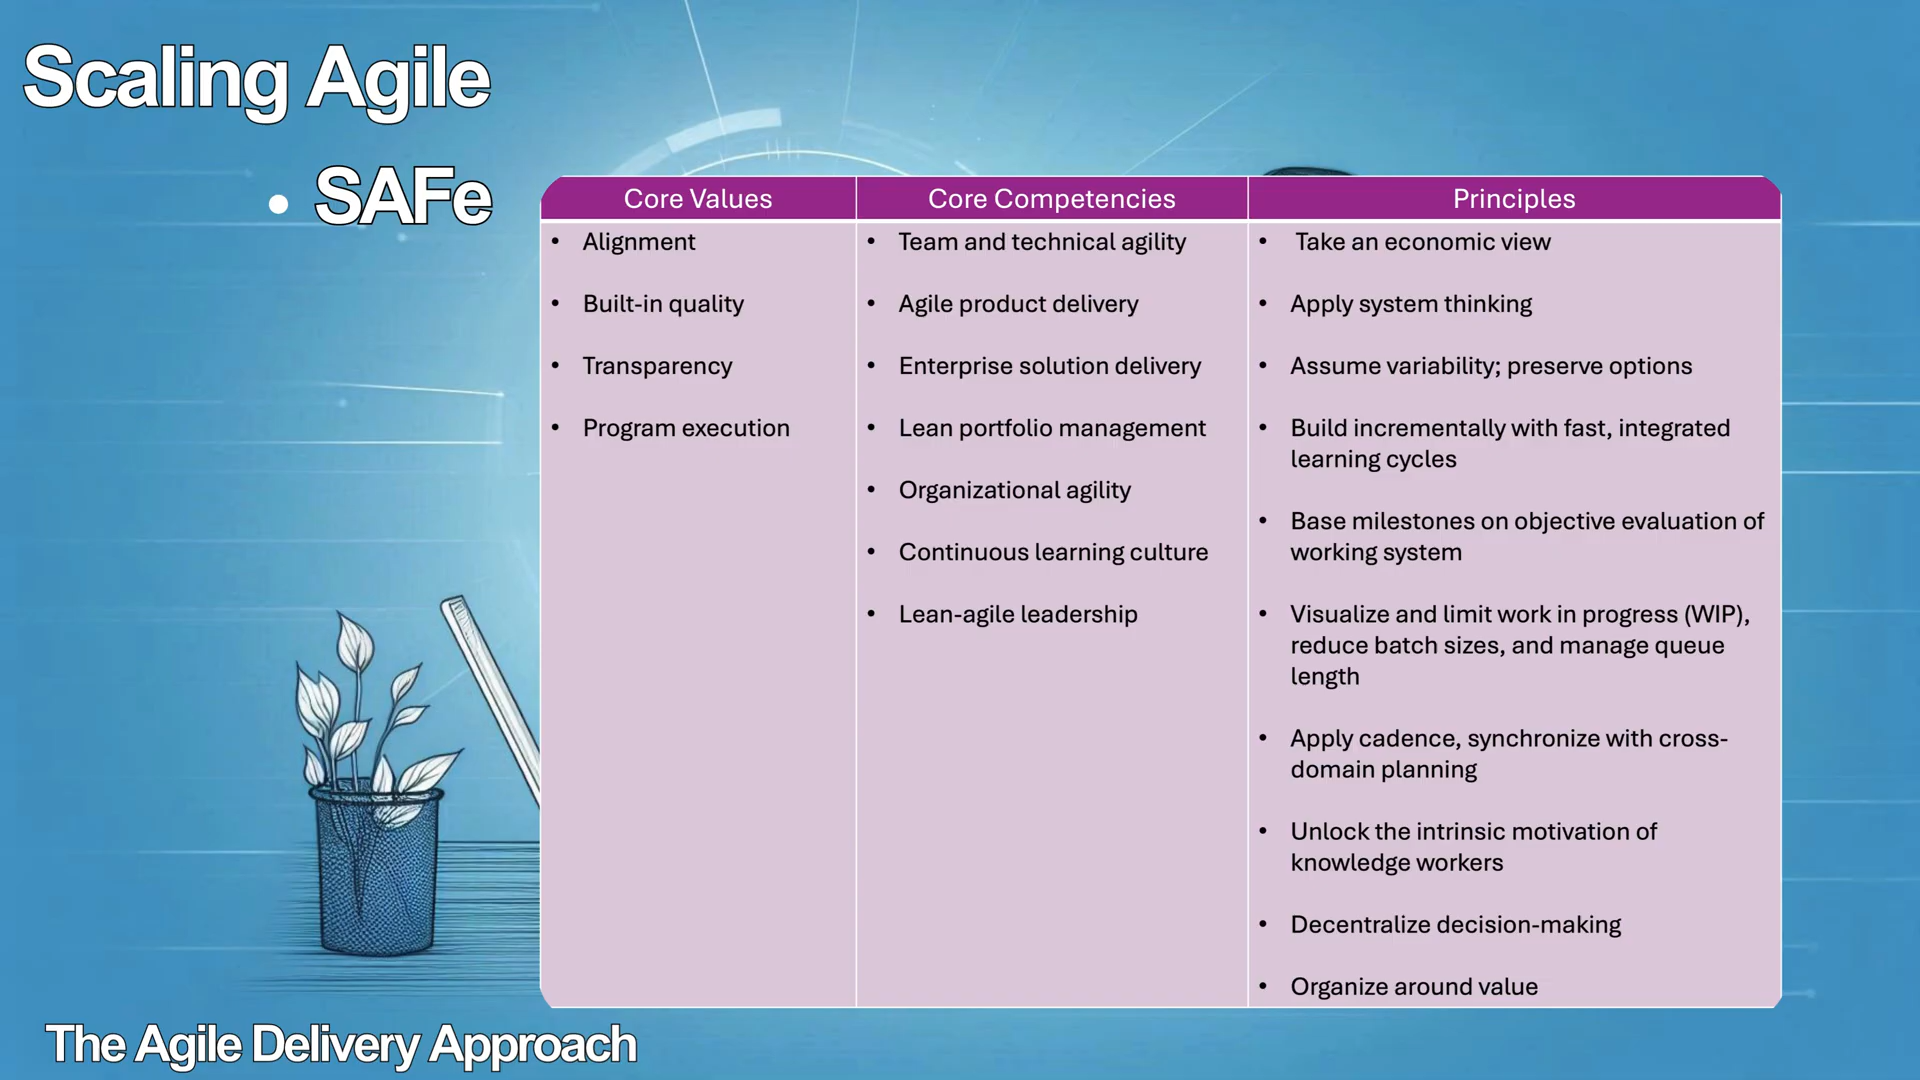 Scaling Agile
• SAFe
Core Values
Core Competencies
Principles
• Alignment
• Built-in quality
• Transparency
• Program execution
• Team and technical agility
• Agile product delivery
• Enterprise solution delivery
• Lean portfolio management
• Organizational agility
• Continuous learning culture
• Lean-agile leadership
• Take an economic view
• Apply system thinking
• Assume variability; preserve options
• Build incrementally with fast, integrated
learning cycles
• Base milestones on objective evaluation of
working system
• Visualize and limit work in progress (WIP),
reduce batch sizes, and manage queue
length
• Apply cadence, synchronize with cross-
domain planning
• Unlock the intrinsic motivation of
knowledge workers
• Decentralize decision-making
• Organize around value
The Agile Delivery Approach